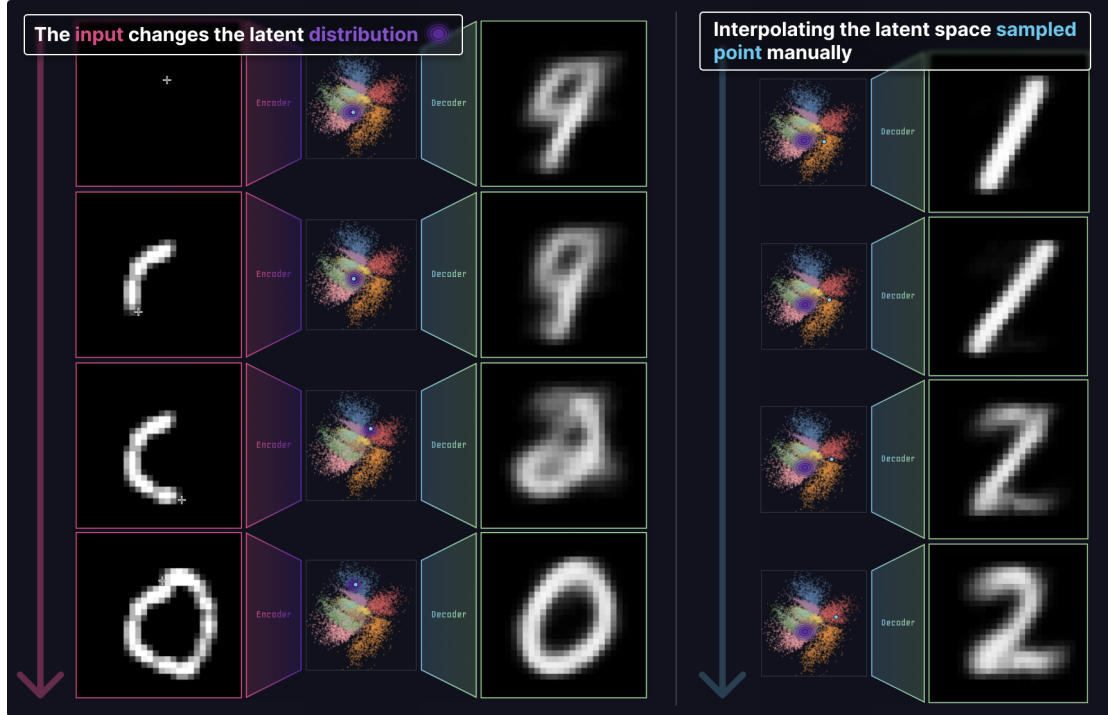 The input changes the latent distribution
Encoder
Decoder
Encoder
Decoder
Encoder
Decoder
Encoder
Decoder
Interpolating the latent space sampled
point manually
Decoder
Decoder
Decoder
Decoder